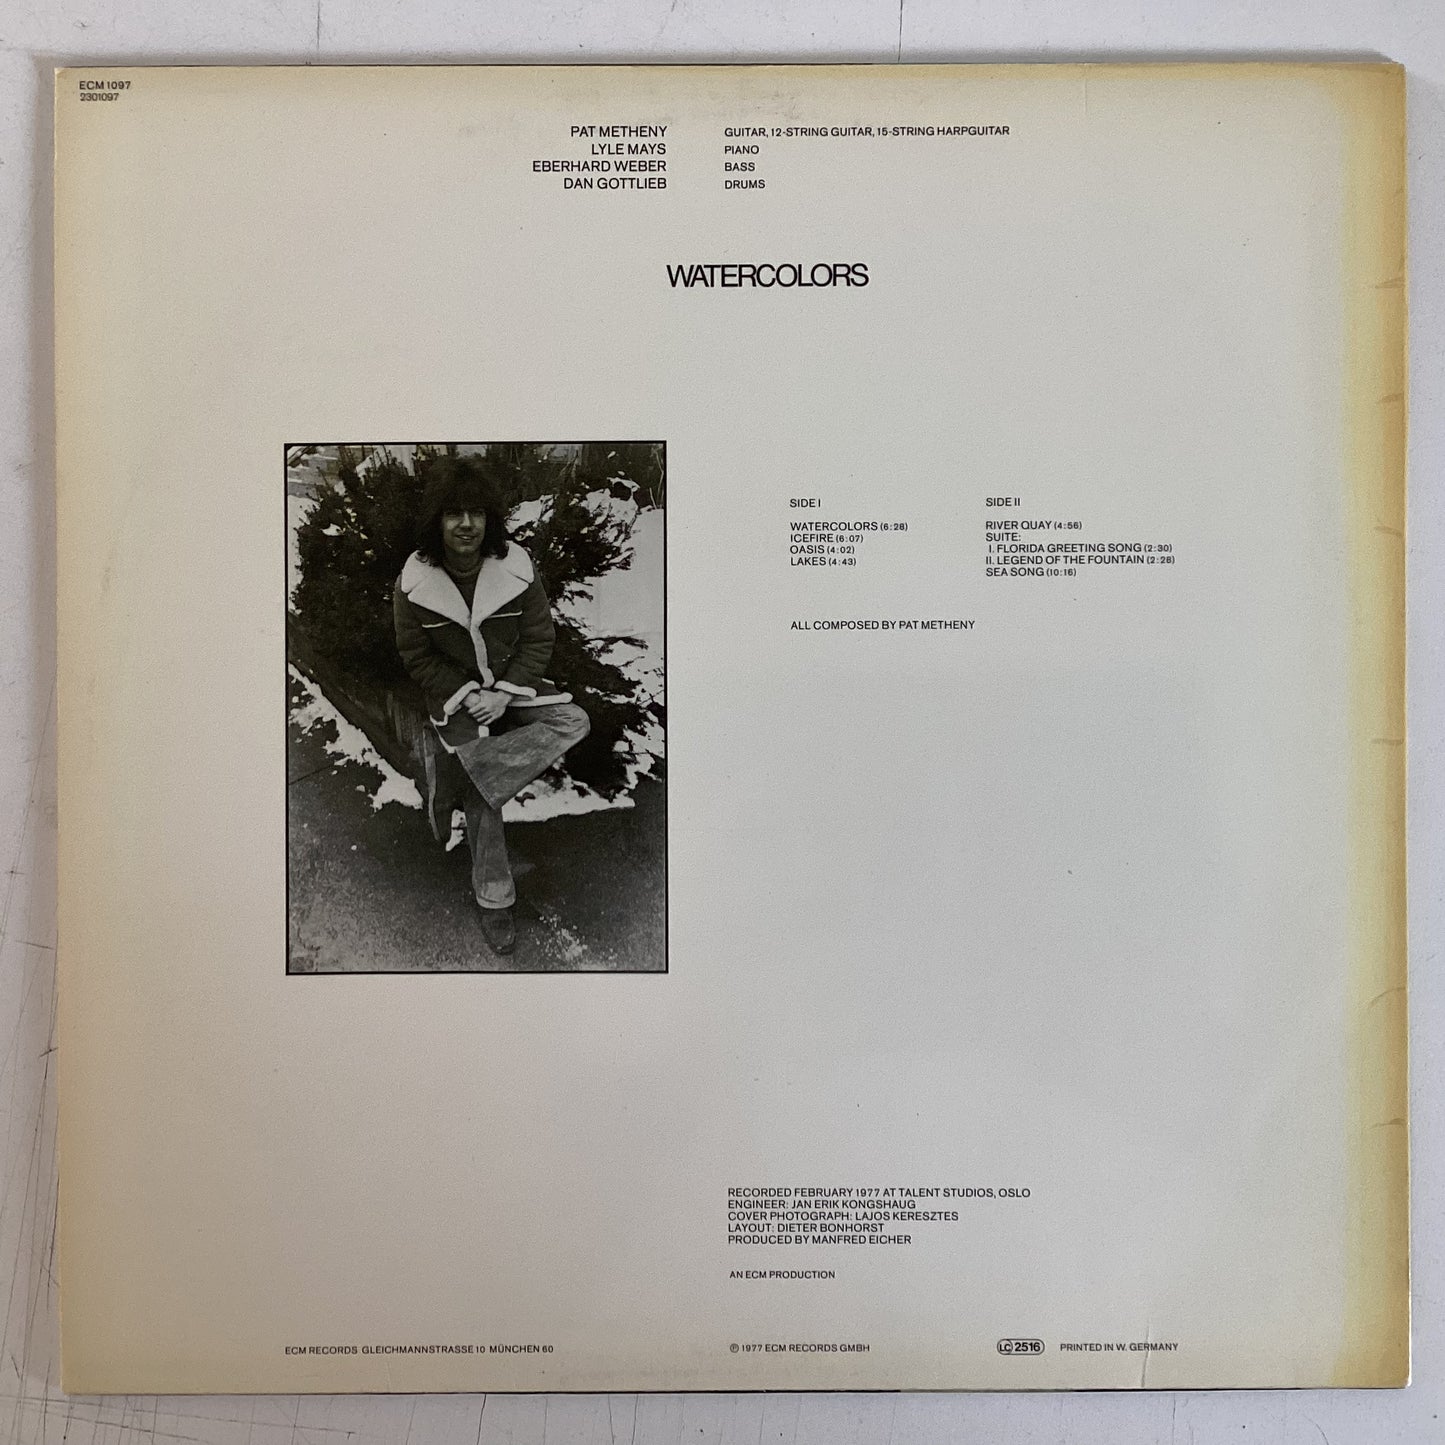 ECM 1097
2301097
PAT METHENY GUITAR, 12-STRING GUITAR, 15-STRING HARPGUITAR
LYLE MAYS PIANO
EBERHARD WEBER BASS
DAN GOTTLIEB DRUMS
WATERCOLORS
SIDE I
WATERCOLORS (6:28)
ICEFIRE (6:07)
OASIS (4:02)
LAKES (4:43)
SIDE II
RIVER QUAY (4:56)
SUITE:
I. FLORIDA GREETING SONG (2:30)
II. LEGEND OF THE FOUNTAIN (2:28)
SEA SONG (10:16)
ALL COMPOSED BY PAT METHENY
RECORDED FEBRUARY 1977 AT TALENT STUDIOS, OSLO
ENGINEER: JAN ERIK KONGSHAUG
COVER PHOTOGRAPH: LAJOS KERESZTES
LAYOUT: DIETER BONHORST
PRODUCED BY MANFRED EICHER
AN ECM PRODUCTION
ECM RECORDS GLEICHMANNSTRASSE 10 MÜNCHEN 60
℗ 1977 ECM RECORDS GMBH
LC 2516
PRINTED IN W. GERMANY